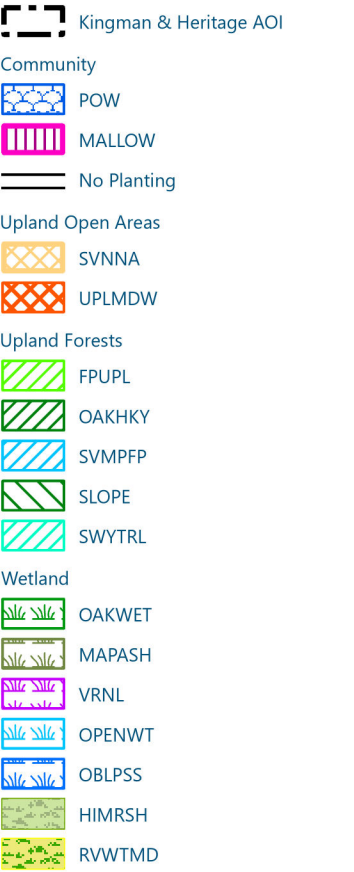 Kingman & Heritage AOI
Community
POW
MALLOW
No Planting
Upland Open Areas
SVNNA
UPLMDW
Upland Forests
FPUPL
OAKHKY
SVMPFP
SLOPE
SWYTRL
Wetland
OAKWET
MAPASH
VRNL
OPENWT
OBLPSS
HIMRSH
RVWTMD